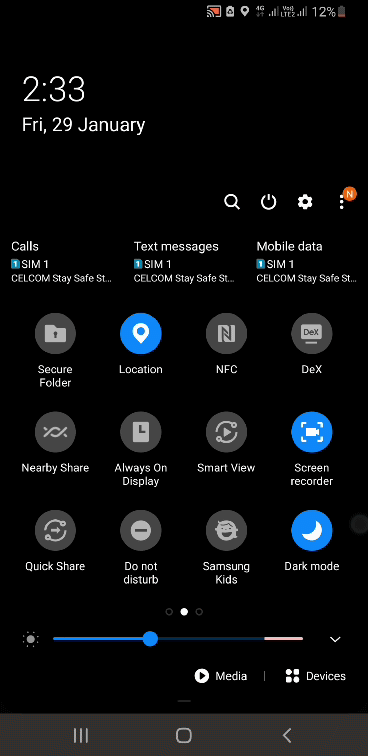 4G VoD LTE2 12%
2:33
Fri, 29 January
N
Calls Text messages Mobile data
1 SIM 1 1 SIM 1 1 SIM 1
CELCOM Stay Safe St... CELCOM Stay Safe St... CELCOM Stay Safe St...
Secure Folder
Location
NFC
DeX
DeX
Nearby Share
Always On Display
Smart View
Screen recorder
Quick Share
Do not disturb
Samsung Kids
Dark mode
Media | Devices